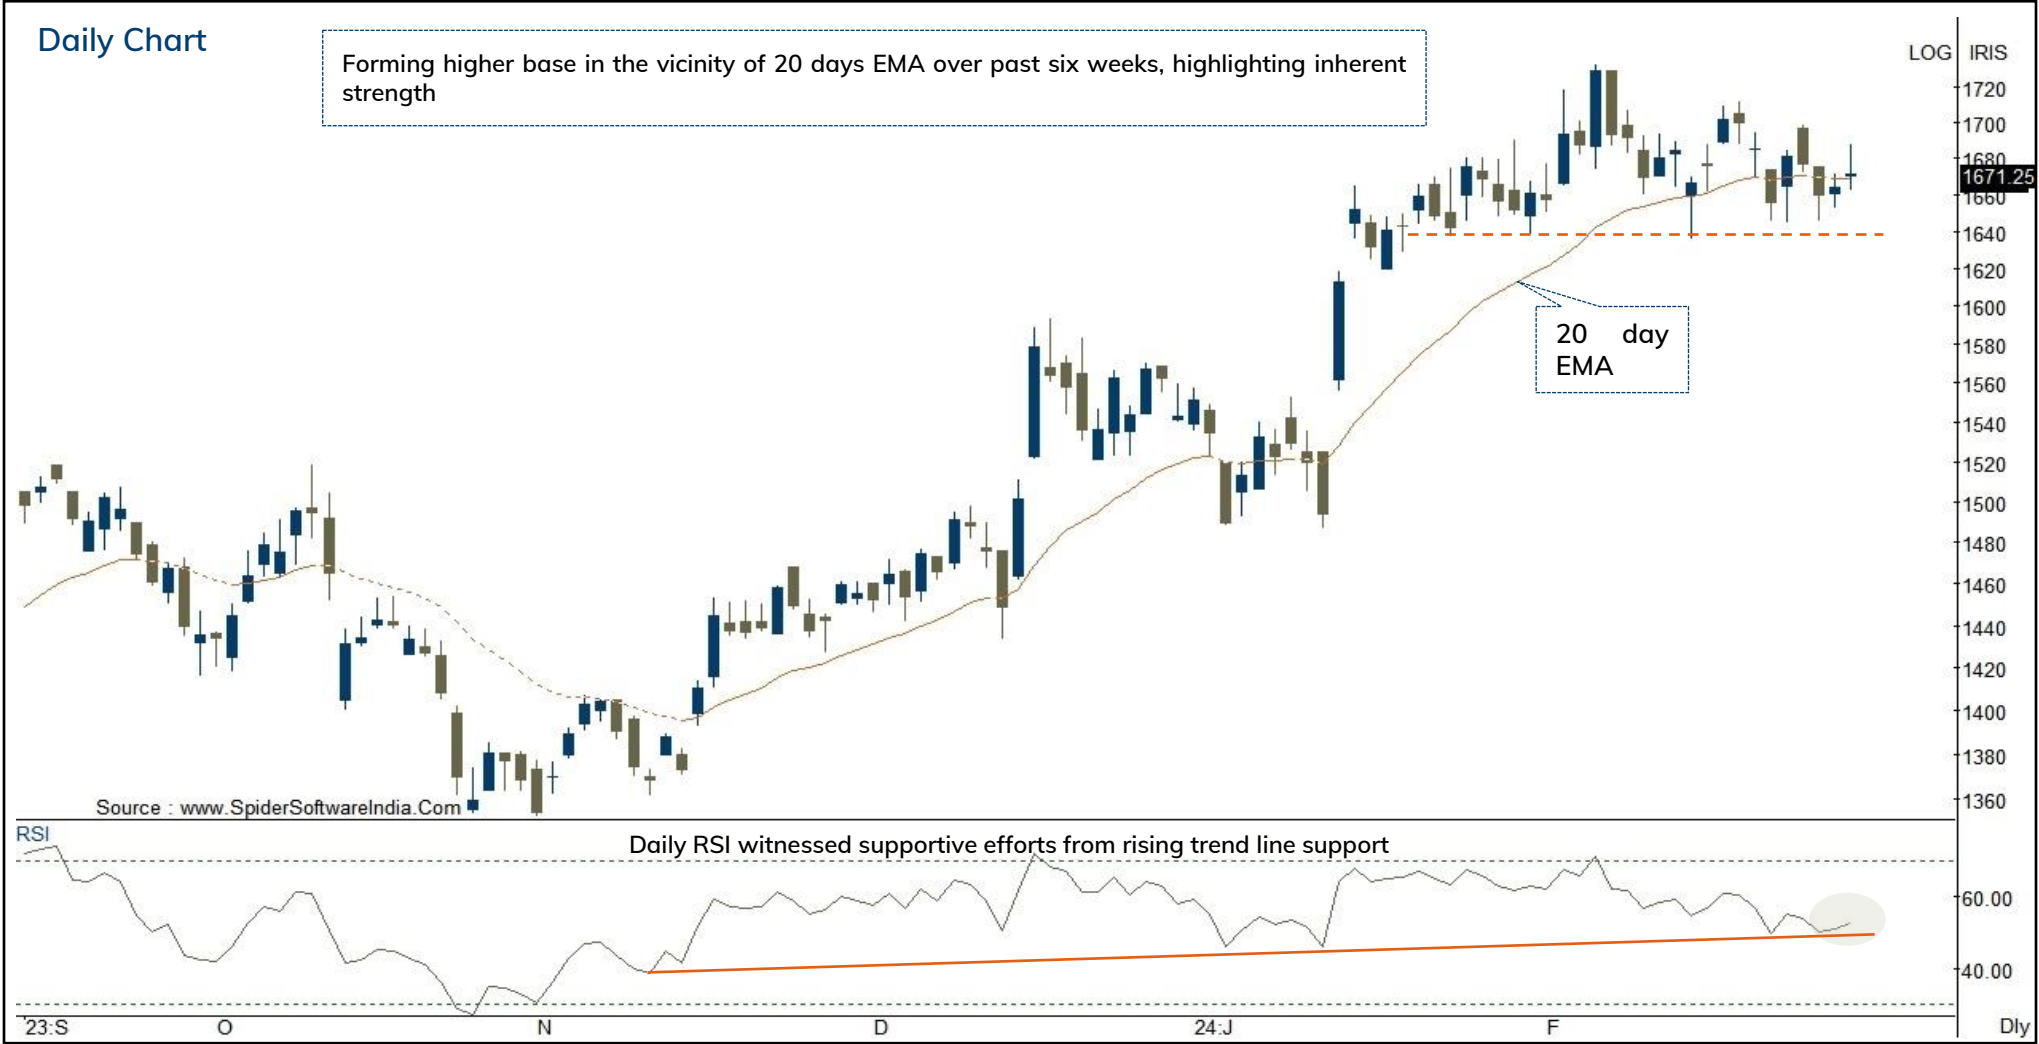 Daily Chart
Forming higher base in the vicinity of 20 days EMA over past six weeks, highlighting inherent
strength
LOG IRIS
1720
1700
1680
1671.25
1660
1640
1620
1600
20 day
EMA
1580
1560
1540
1520
1500
1480
1460
1440
1420
1400
1380
1360
Source : www.SpiderSoftwareIndia.Com
RSI
Daily RSI witnessed supportive efforts from rising trend line support
60.00
40.00
'23:S O N D 24:J F Dly